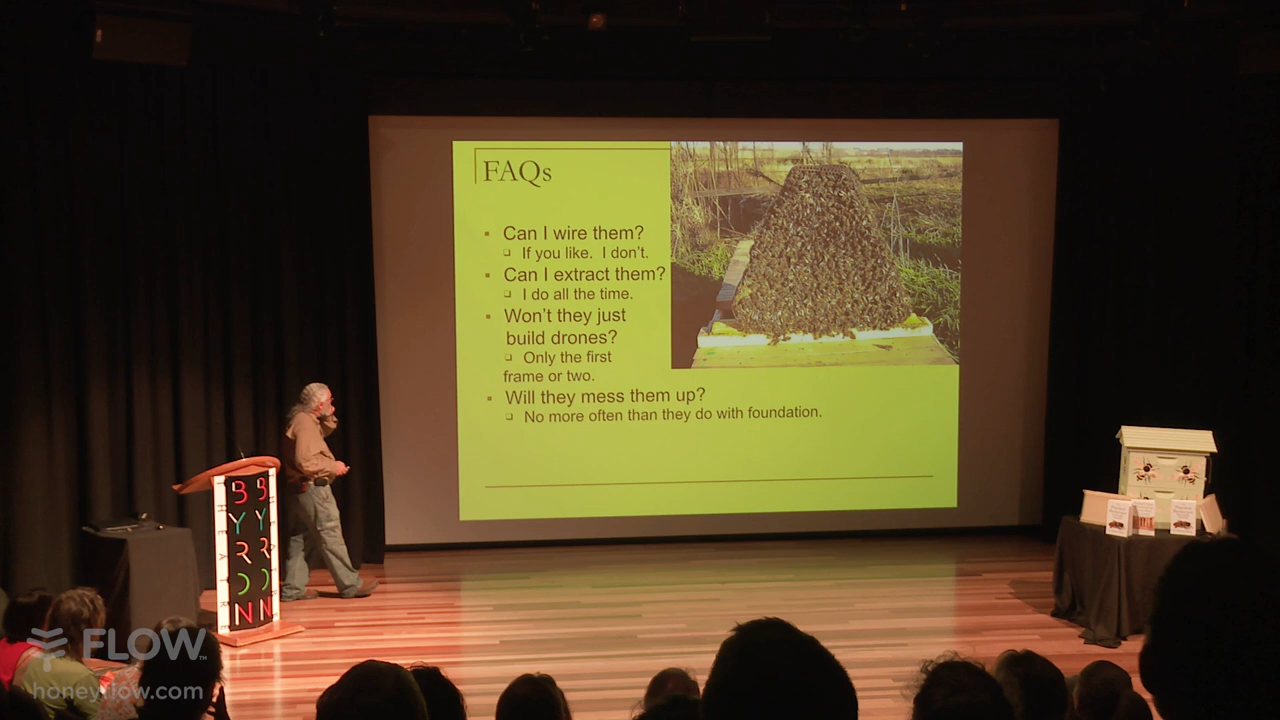 FAQs
Can I wire them?
If you like. I don't.
Can I extract them?
I do all the time.
Won't they just
build drones?
Only the first
frame or two.
Will they mess them up?
No more often than they do with foundation.
BYRON BYRON
THEATRE
FLOW™
honeyflow.com